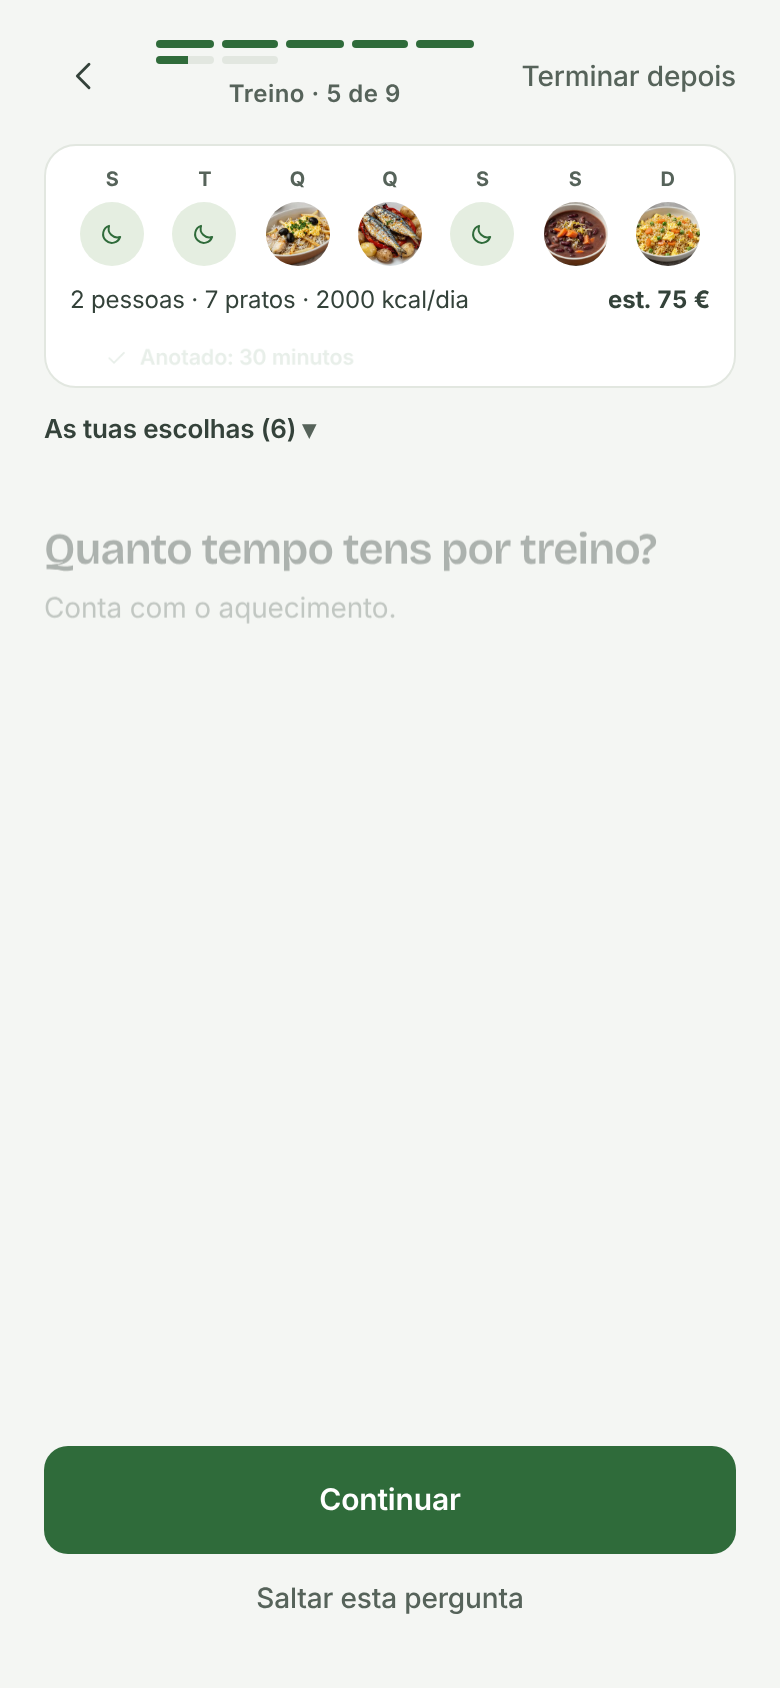 Treino · 5 de 9
Terminar depois
S T Q Q S S D
2 pessoas · 7 pratos · 2000 kcal/dia est. 75 €
Anotado: 30 minutos
As tuas escolhas (6) ▾
Quanto tempo tens por treino?
Conta com o aquecimento.
Continuar
Saltar esta pergunta